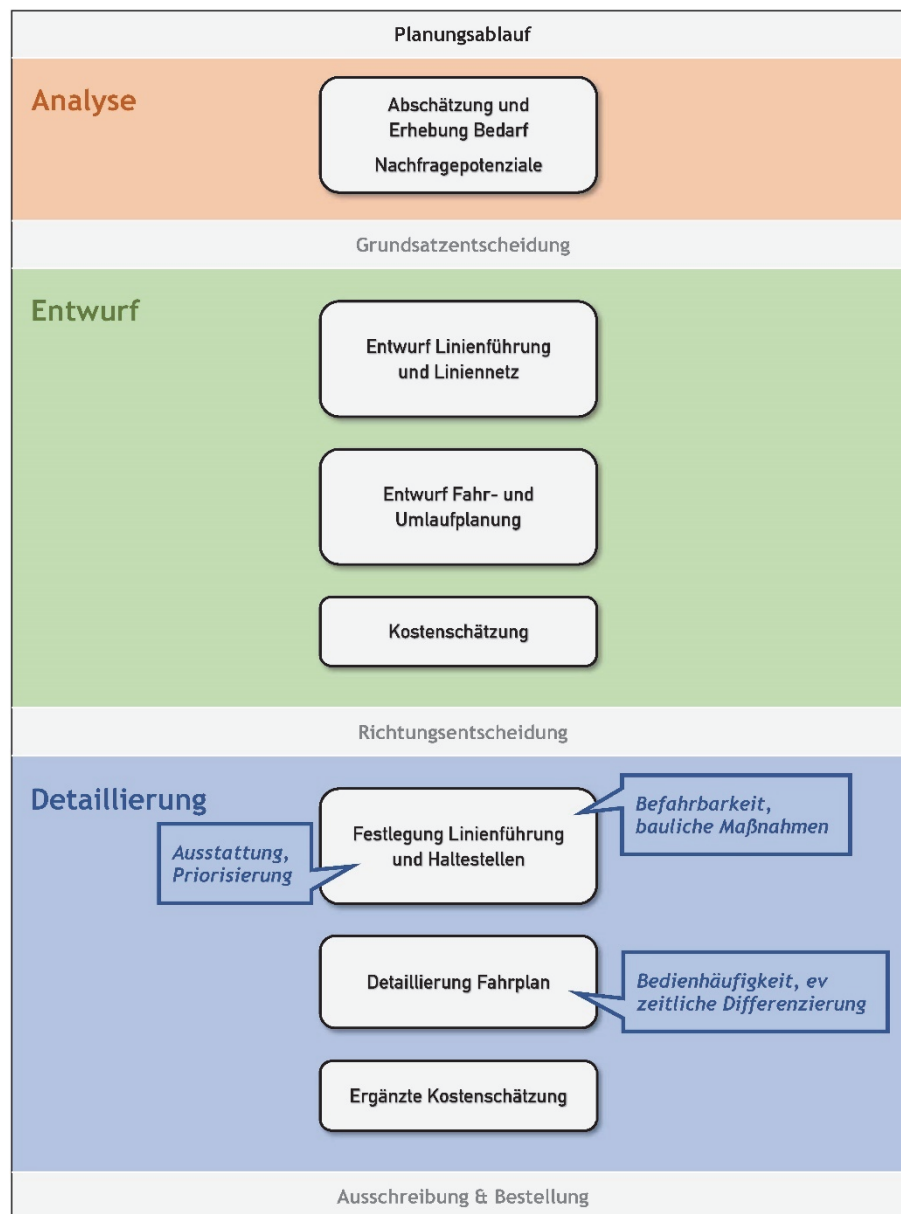 Planungsablauf
Analyse
Abschätzung und
Erhebung Bedarf
Nachfragepotenziale
Grundsatzentscheidung
Entwurf
Entwurf Linienführung
und Liniennetz
Entwurf Fahr- und
Umlaufplanung
Kostenschätzung
Richtungsentscheidung
Detaillierung
Befahrbarkeit,
bauliche Maßnahmen
Festlegung Linienführung
und Haltestellen
Ausstattung,
Priorisierung
Detaillierung Fahrplan
Bedienhäufigkeit, ev
zeitliche Differenzierung
Ergänzte Kostenschätzung
Ausschreibung & Bestellung